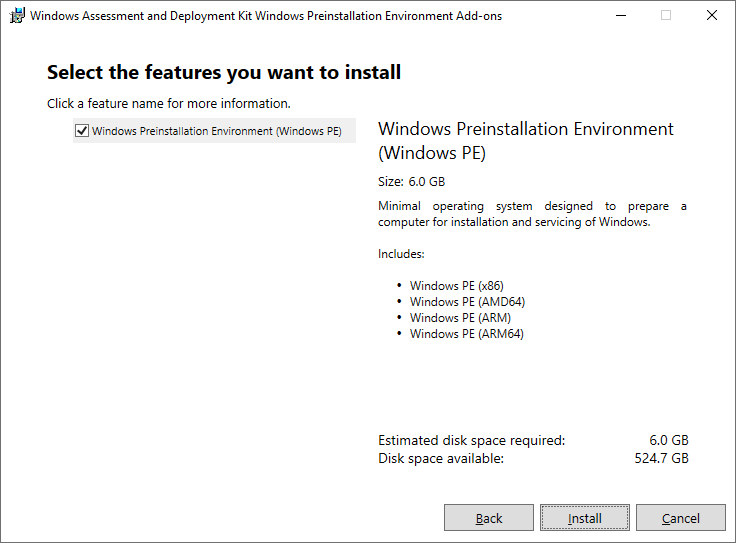 Windows Assessment and Deployment Kit Windows Preinstallation Environment Add-ons
Select the features you want to install
Click a feature name for more information.
Windows Preinstallation Environment (Windows PE)
Windows Preinstallation Environment
(Windows PE)
Size: 6.0 GB
Minimal operating system designed to prepare a
computer for installation and servicing of Windows.
Includes:
• Windows PE (x86)
• Windows PE (AMD64)
• Windows PE (ARM)
• Windows PE (ARM64)
Estimated disk space required: 6.0 GB
Disk space available: 524.7 GB
Back Install Cancel